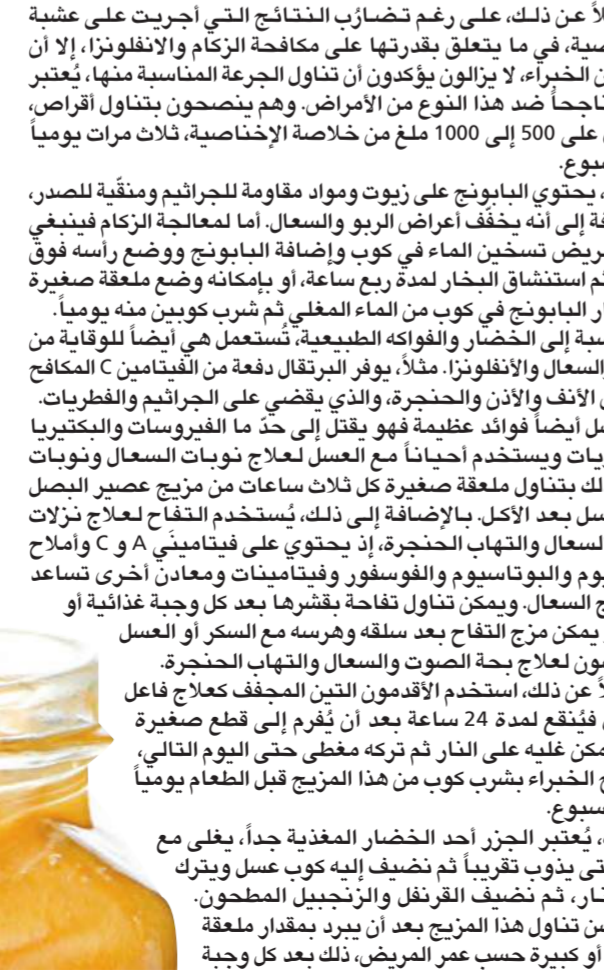 لاً عن ذلك، على رغم تضارُب النتائج التي أجريت على عشبة
صية، في ما يتعلق بقدرتها على مكافحة الزكام والانفلونزا، إلا أن
ن الخبراء، لا يزالون يؤكدون أن تناول الجرعة المناسبة منها، يُعتبر
ناجحاً ضد هذا النوع من الأمراض. وهم ينصحون بتناول أقراص،
على 500 إلى 1000 ملغ من خلاصة الإخناصية، ثلاث مرات يومياً
سبوع.
، يحتوي البابونج على زيوت ومواد مقاومة للجراثيم ومنقّية للصدر،
فة إلى أنه يخفّف أعراض الربو والسعال. أما لمعالجة الزكام فينبغي
ريض تسخين الماء في كوب وإضافة البابونج ووضع رأسه فوق
ثم استنشاق البخار لمدة ربع ساعة، أو بإمكانه وضع ملعقة صغيرة
ار البابونج في كوب من الماء المغلي ثم شرب كوبين منه يومياً.
سبة إلى الخضار والفواكه الطبيعية، تُستعمل هي أيضاً للوقاية من
السعال والأنفلونزا. مثلاً، يوفر البرتقال دفعة من الفيتامين C المكافح
ں الأنف والأذن والحنجرة، والذي يقضي على الجراثيم والفطريات.
صل أيضاً فوائد عظيمة فهو يقتل إلى حدّ ما الفيروسات والبكتيريا
ريات ويستخدم أحياناً مع العسل لعلاج نوبات السعال ونوبات
لك بتناول ملعقة صغيرة كل ثلاث ساعات من مزيج عصير البصل
سل بعد الأكل. بالإضافة إلى ذلك، يُستخدم التفاح لعلاج نزلات
السعال والتهاب الحنجرة، إذ يحتوي على فيتامينَي A و C وأملاح
يوم والبوتاسيوم والفوسفور وفيتامينات ومعادن أخرى تساعد
ج السعال. ويمكن تناول تفاحة بقشرها بعد كل وجبة غذائية أو
يمكن مزج التفاح بعد سلقه وهرسه مع السكر أو العسل
مون لعلاج بحة الصوت والسعال والتهاب الحنجرة.
لاً عن ذلك، استخدم الأقدمون التين المجفف كعلاج فاعل
فيُنقع لمدة 24 ساعة بعد أن يُفرم إلى قطع صغيرة
مكن غليه على النار ثم تركه مغطى حتى اليوم التالي،
ح الخبراء بشرب كوب من هذا المزيج قبل الطعام يومياً
سبوع.
، يُعتبر الجزر أحد الخضار المغذية جداً، يغلى مع
تى يذوب تقريباً ثم نضيف إليه كوب عسل ويترك
نار، ثم نضيف القرنفل والزنجبيل المطحون.
ن تناول هذا المزيج بعد أن يبرد بمقدار ملعقة
أو كبيرة حسب عمر المريض، ذلك بعد كل وجبة